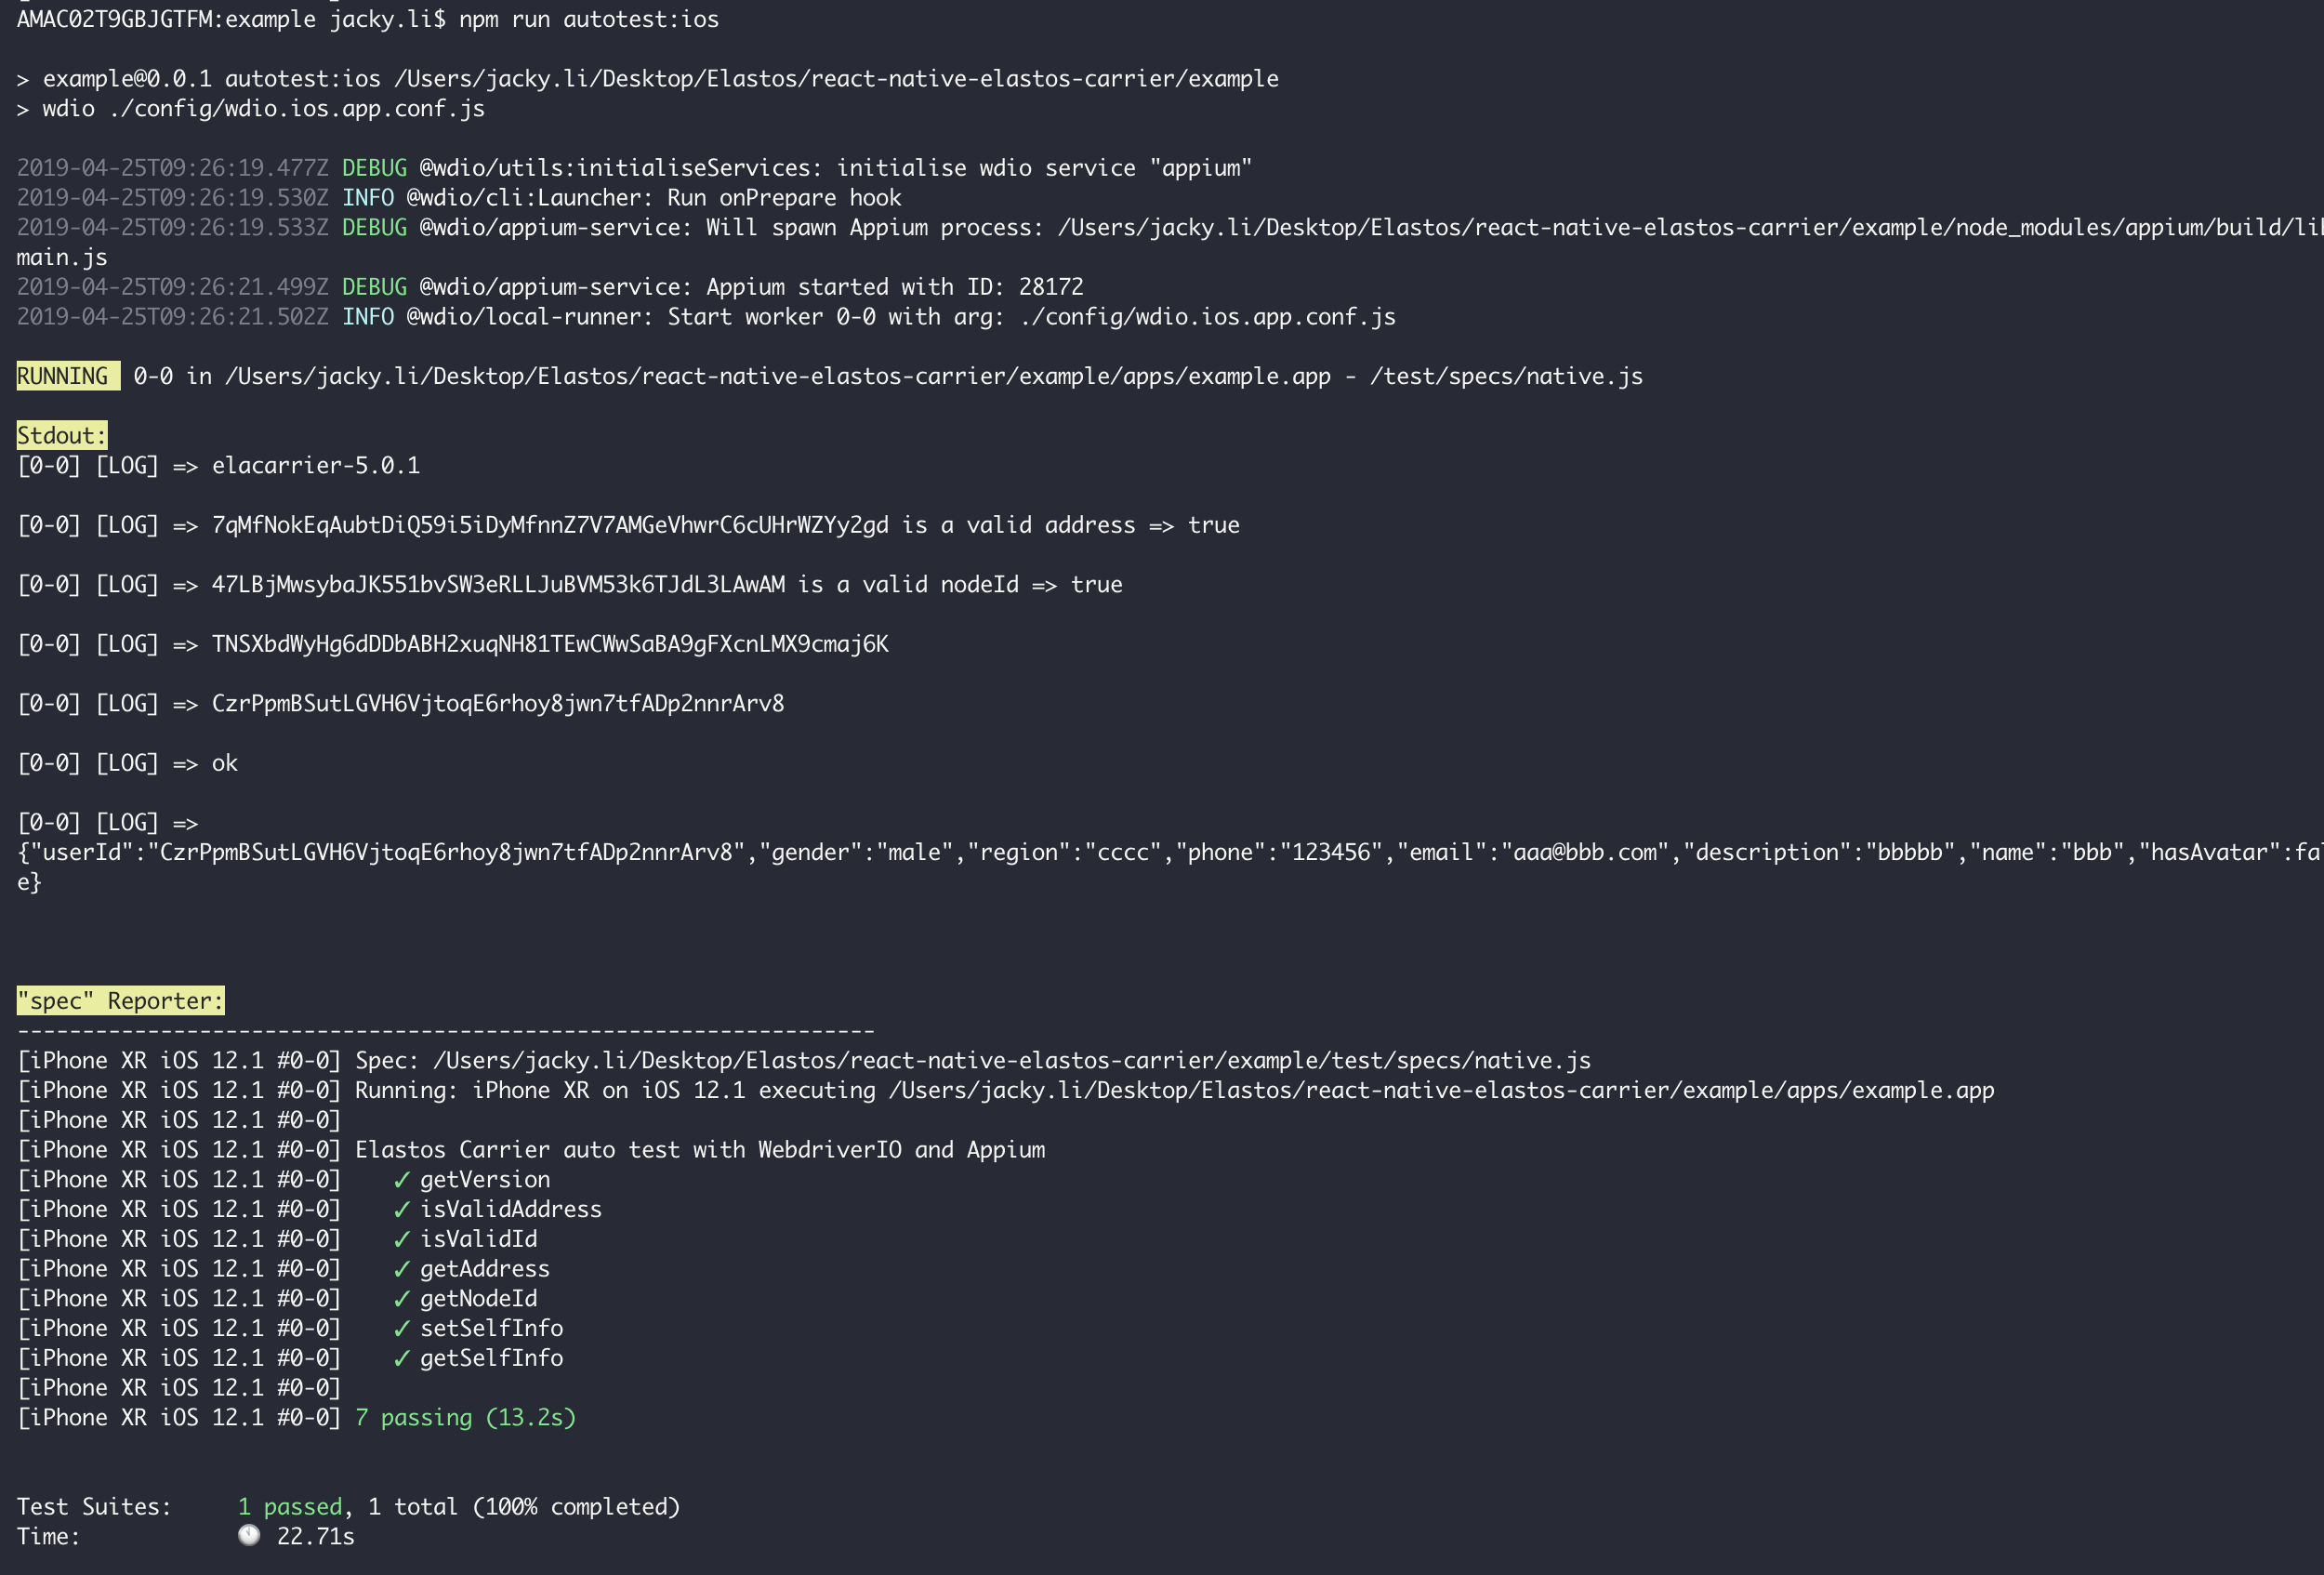 AMAC02T9GBJGTFM:example jacky.li$ npm run autotest:ios
> example@0.0.1 autotest:ios /Users/jacky.li/Desktop/Elastos/react-native-elastos-carrier/example
> wdio ./config/wdio.ios.app.conf.js
2019-04-25T09:26:19.477Z DEBUG @wdio/utils:initialiseServices: initialise wdio service "appium"
2019-04-25T09:26:19.530Z INFO @wdio/cli:Launcher: Run onPrepare hook
2019-04-25T09:26:19.533Z DEBUG @wdio/appium-service: Will spawn Appium process: /Users/jacky.li/Desktop/Elastos/react-native-elastos-carrier/example/node_modules/appium/build/li
main.js
2019-04-25T09:26:21.499Z DEBUG @wdio/appium-service: Appium started with ID: 28172
2019-04-25T09:26:21.502Z INFO @wdio/local-runner: Start worker 0-0 with arg: ./config/wdio.ios.app.conf.js
RUNNING 0-0 in /Users/jacky.li/Desktop/Elastos/react-native-elastos-carrier/example/apps/example.app - /test/specs/native.js
Stdout:
[0-0] [LOG] => elacarrier-5.0.1
[0-0] [LOG] => 7qMfNokEqAubtDiQ59i5iDyMfnnZ7V7AMGeVhwrC6cUHrWZYy2gd is a valid address => true
[0-0] [LOG] => 47LBjMwsybaJK551bvSW3eRLLJuBVM53k6TJdL3LAwAM is a valid nodeId => true
[0-0] [LOG] => TNSXbdWyHg6dDDbABH2xuqNH81TEwCWwSaBA9gFXcnLMX9cmaj6K
[0-0] [LOG] => CzrPpmBSutLGVH6VjtoqE6rhoy8jwn7tfADp2nnrArv8
[0-0] [LOG] => ok
[0-0] [LOG] =>
{"userId":"CzrPpmBSutLGVH6VjtoqE6rhoy8jwn7tfADp2nnrArv8","gender":"male","region":"cccc","phone":"123456","email":"aaa@bbb.com","description":"bbbbb","name":"bbb","hasAvatar":fa
e}
"spec" Reporter:
------------------------------------------------------------------
[iPhone XR iOS 12.1 #0-0] Spec: /Users/jacky.li/Desktop/Elastos/react-native-elastos-carrier/example/test/specs/native.js
[iPhone XR iOS 12.1 #0-0] Running: iPhone XR on iOS 12.1 executing /Users/jacky.li/Desktop/Elastos/react-native-elastos-carrier/example/apps/example.app
[iPhone XR iOS 12.1 #0-0]
[iPhone XR iOS 12.1 #0-0] Elastos Carrier auto test with WebdriverIO and Appium
[iPhone XR iOS 12.1 #0-0] ✓ getVersion
[iPhone XR iOS 12.1 #0-0] ✓ isValidAddress
[iPhone XR iOS 12.1 #0-0] ✓ isValidId
[iPhone XR iOS 12.1 #0-0] ✓ getAddress
[iPhone XR iOS 12.1 #0-0] ✓ getNodeId
[iPhone XR iOS 12.1 #0-0] ✓ setSelfInfo
[iPhone XR iOS 12.1 #0-0] ✓ getSelfInfo
[iPhone XR iOS 12.1 #0-0]
[iPhone XR iOS 12.1 #0-0] 7 passing (13.2s)
Test Suites: 1 passed, 1 total (100% completed)
Time: 🕚 22.71s